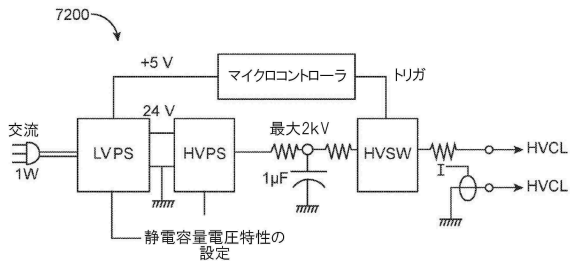 7200
+5 V
マイクロコントローラ
トリガ
交流
1W
24 V
LVPS
HVPS
最大2kV
1μF
HVSW
I
HVCL
HVCL
静電容量電圧特性の
設定